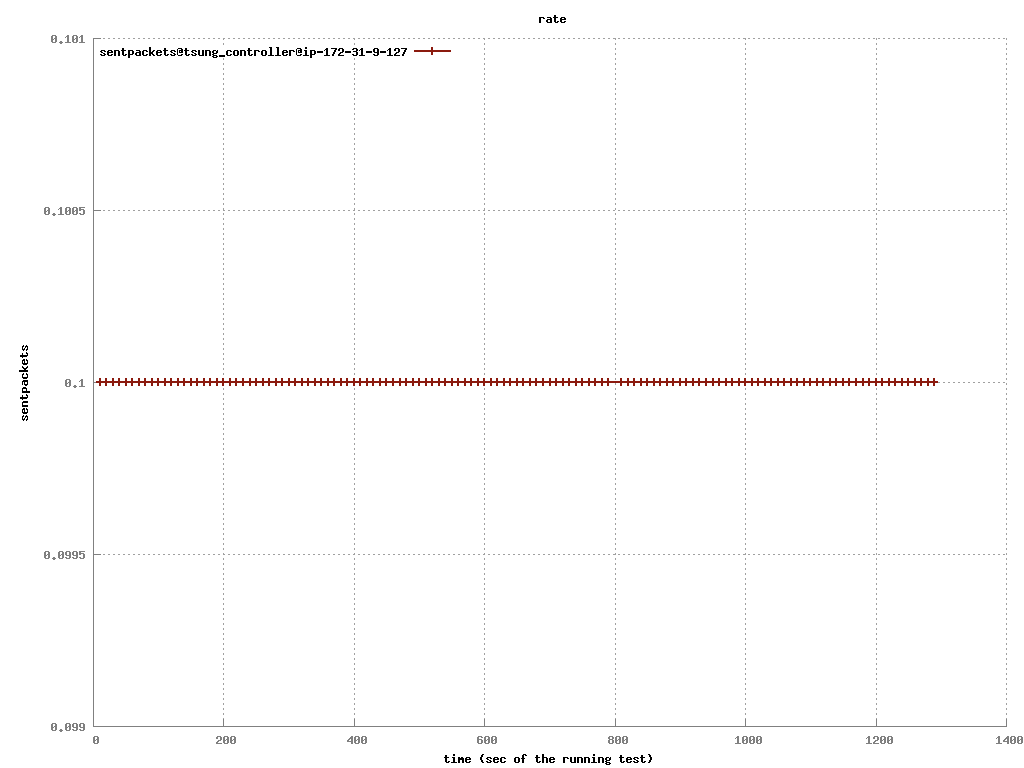 rate
0.101
sentpackets@tsung_controller@ip-172-31-9-127
0.1005
0.1
0.0995
0.099
sentpackets
0 200 400 600 800 1000 1200 1400
time (sec of the running test)